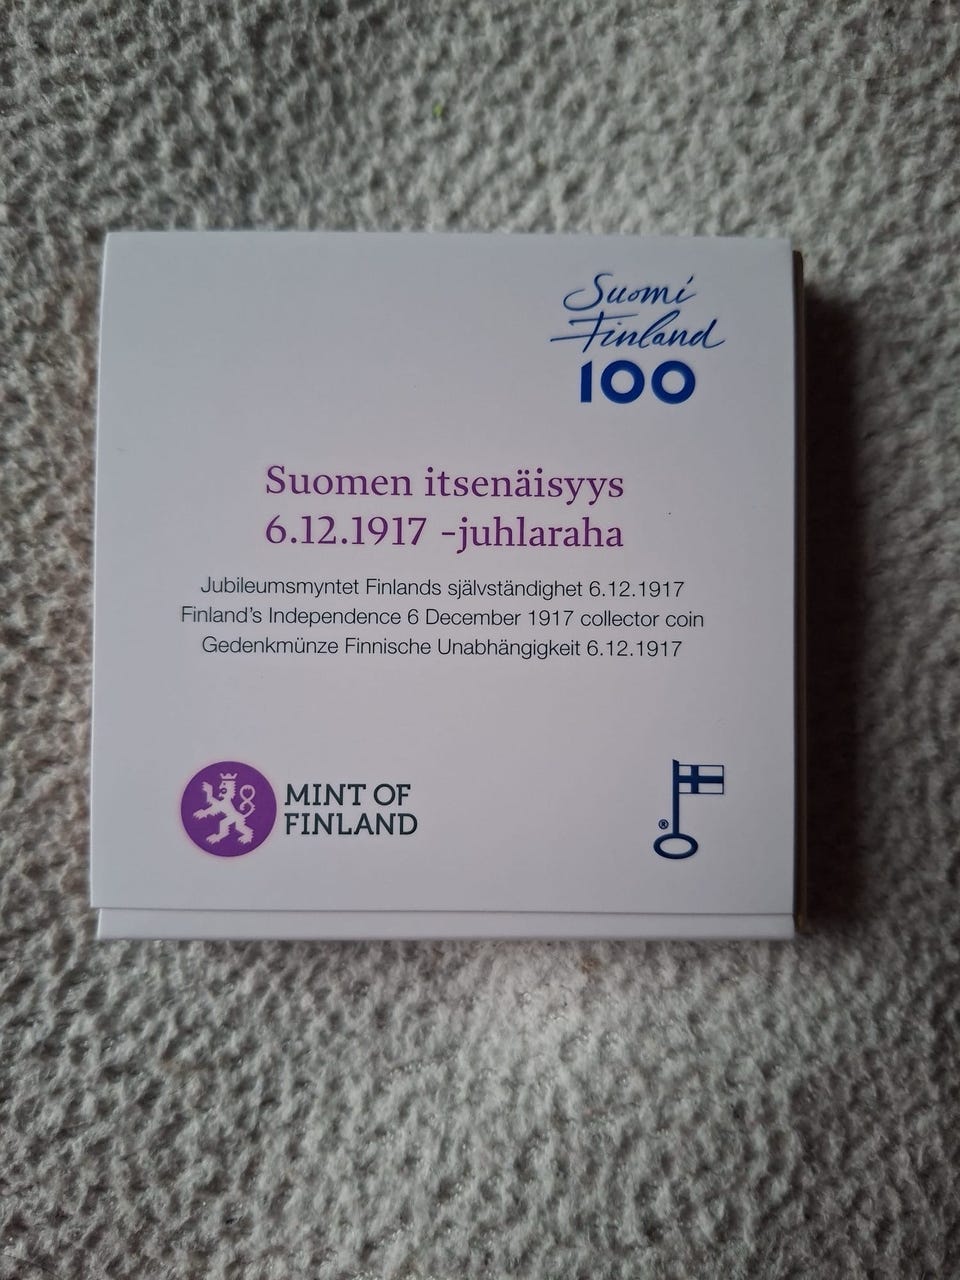 Suomi
Finland
100
Suomen itsenäisyys
6.12.1917 -juhlaraha
Jubileumsmyntet Finlands självständighet 6.12.1917
Finland's Independence 6 December 1917 collector coin
Gedenkmünze Finnische Unabhängigkeit 6.12.1917
MINT OF
FINLAND
®